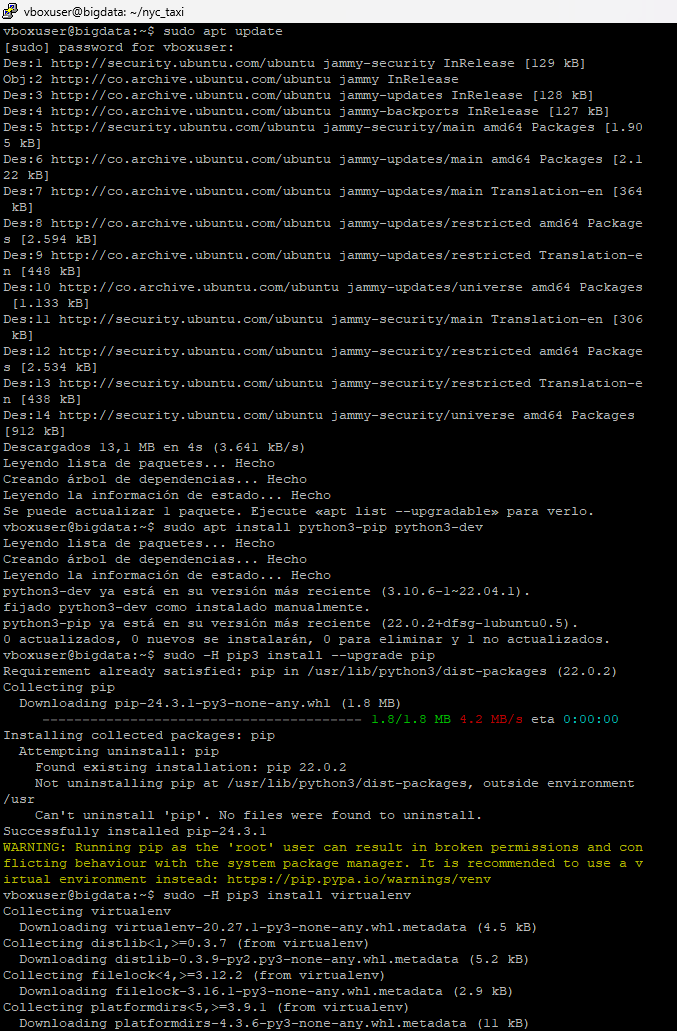 vboxuser@bigdata: ~/nyc_taxi
vboxuser@bigdata:~$ sudo apt update
[sudo] password for vboxuser:
Des:1 http://security.ubuntu.com/ubuntu jammy-security InRelease [129 kB]
Obj:2 http://co.archive.ubuntu.com/ubuntu jammy InRelease
Des:3 http://co.archive.ubuntu.com/ubuntu jammy-updates InRelease [128 kB]
Des:4 http://co.archive.ubuntu.com/ubuntu jammy-backports InRelease [127 kB]
Des:5 http://security.ubuntu.com/ubuntu jammy-security/main amd64 Packages [1.90
5 kB]
Des:6 http://co.archive.ubuntu.com/ubuntu jammy-updates/main amd64 Packages [2.1
22 kB]
Des:7 http://co.archive.ubuntu.com/ubuntu jammy-updates/main Translation-en [364
 kB]
Des:8 http://co.archive.ubuntu.com/ubuntu jammy-updates/restricted amd64 Package
s [2.594 kB]
Des:9 http://co.archive.ubuntu.com/ubuntu jammy-updates/restricted Translation-e
n [448 kB]
Des:10 http://co.archive.ubuntu.com/ubuntu jammy-updates/universe amd64 Packages
 [1.133 kB]
Des:11 http://security.ubuntu.com/ubuntu jammy-security/main Translation-en [306
 kB]
Des:12 http://security.ubuntu.com/ubuntu jammy-security/restricted amd64 Package
s [2.534 kB]
Des:13 http://security.ubuntu.com/ubuntu jammy-security/restricted Translation-e
n [438 kB]
Des:14 http://security.ubuntu.com/ubuntu jammy-security/universe amd64 Packages
[912 kB]
Descargados 13,1 MB en 4s (3.641 kB/s)
Leyendo lista de paquetes... Hecho
Creando árbol de dependencias... Hecho
Leyendo la información de estado... Hecho
Se puede actualizar 1 paquete. Ejecute «apt list --upgradable» para verlo.
vboxuser@bigdata:~$ sudo apt install python3-pip python3-dev
Leyendo lista de paquetes... Hecho
Creando árbol de dependencias... Hecho
Leyendo la información de estado... Hecho
python3-dev ya está en su versión más reciente (3.10.6-1~22.04.1).
fijado python3-dev como instalado manualmente.
python3-pip ya está en su versión más reciente (22.0.2+dfsg-1ubuntu0.5).
0 actualizados, 0 nuevos se instalarán, 0 para eliminar y 1 no actualizados.
vboxuser@bigdata:~$ sudo -H pip3 install --upgrade pip
Requirement already satisfied: pip in /usr/lib/python3/dist-packages (22.0.2)
Collecting pip
  Downloading pip-24.3.1-py3-none-any.whl (1.8 MB)
     ---------------------------------------- 1.8/1.8 MB 4.2 MB/s eta 0:00:00
Installing collected packages: pip
  Attempting uninstall: pip
    Found existing installation: pip 22.0.2
    Not uninstalling pip at /usr/lib/python3/dist-packages, outside environment
/usr
    Can't uninstall 'pip'. No files were found to uninstall.
Successfully installed pip-24.3.1
WARNING: Running pip as the 'root' user can result in broken permissions and con
flicting behaviour with the system package manager. It is recommended to use a v
irtual environment instead: https://pip.pypa.io/warnings/venv
vboxuser@bigdata:~$ sudo -H pip3 install virtualenv
Collecting virtualenv
  Downloading virtualenv-20.27.1-py3-none-any.whl.metadata (4.5 kB)
Collecting distlib<1,>=0.3.7 (from virtualenv)
  Downloading distlib-0.3.9-py2.py3-none-any.whl.metadata (5.2 kB)
Collecting filelock<4,>=3.12.2 (from virtualenv)
  Downloading filelock-3.16.1-py3-none-any.whl.metadata (2.9 kB)
Collecting platformdirs<5,>=3.9.1 (from virtualenv)
  Downloading platformdirs-4.3.6-py3-none-any.whl.metadata (11 kB)